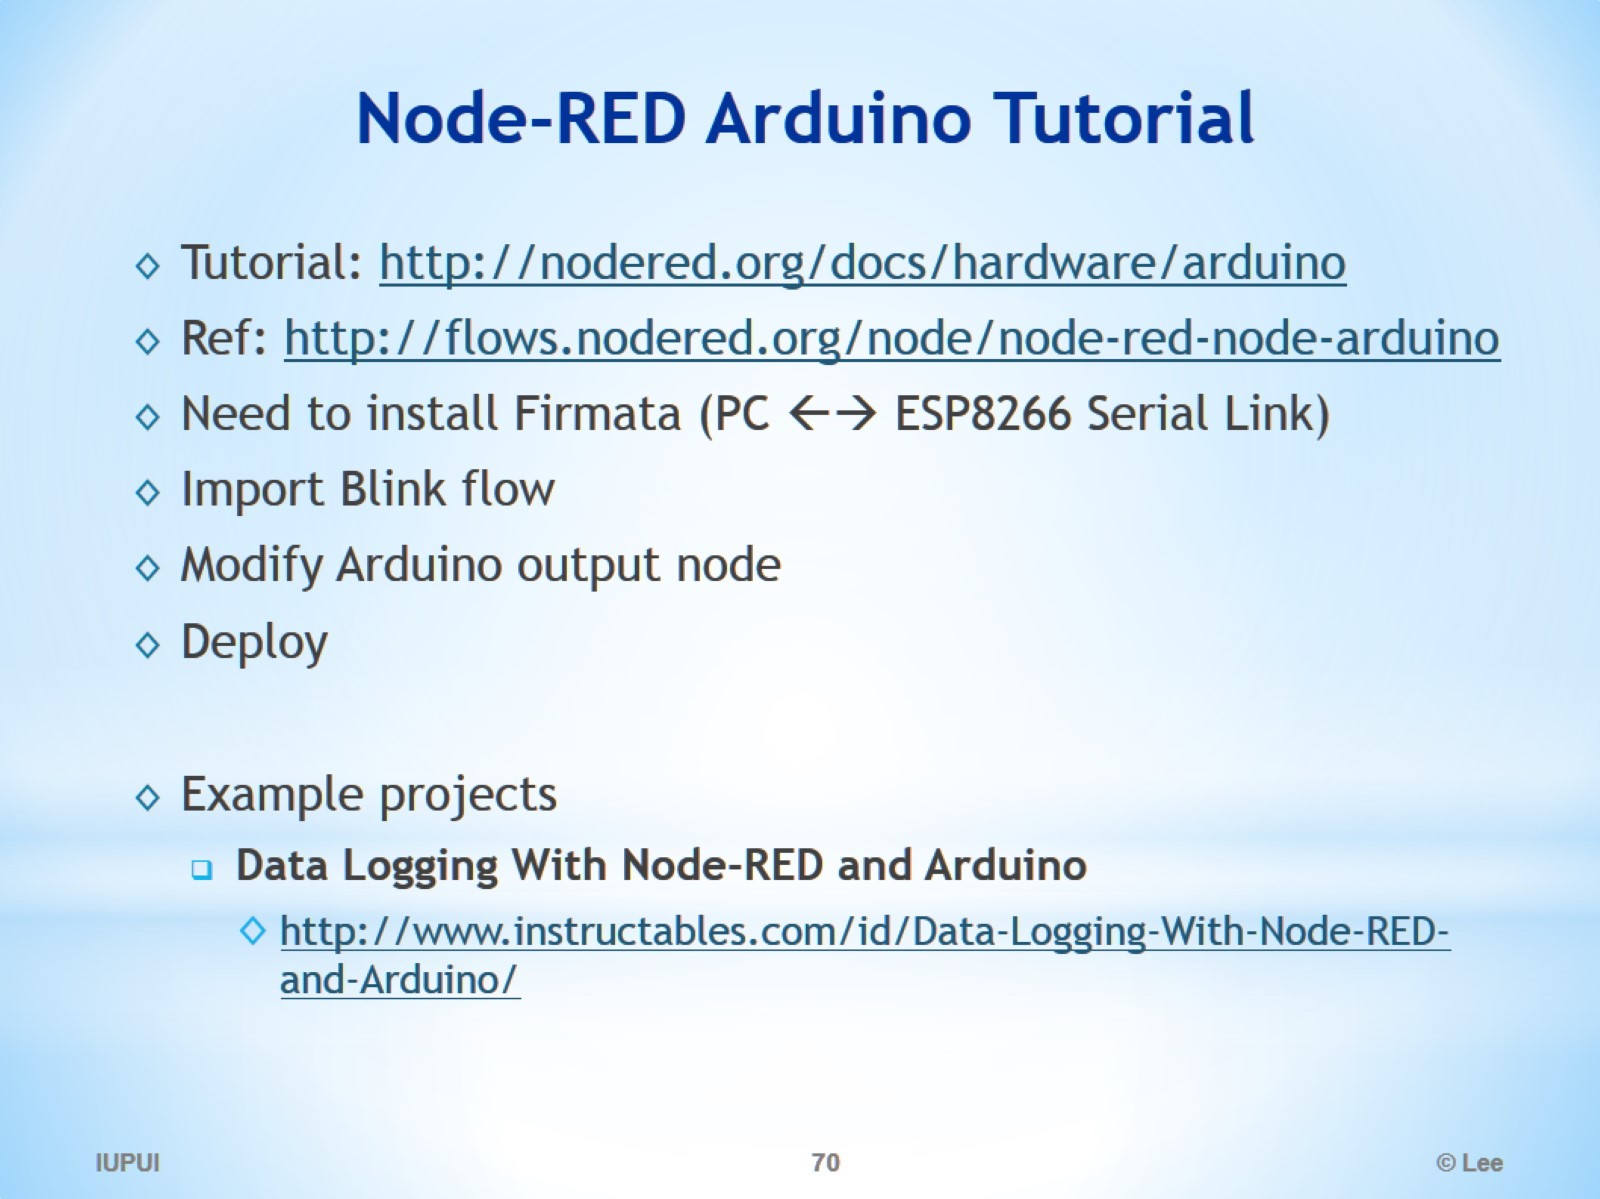 Node-RED Arduino Tutorial
Tutorial: http://nodered.org/docs/hardware/arduino
Ref: http://flows.nodered.org/node/node-red-node-arduino
Need to install Firmata (PC ←→ ESP8266 Serial Link)
Import Blink flow
Modify Arduino output node
Deploy
Example projects
Data Logging With Node-RED and Arduino
http://www.instructables.com/id/Data-Logging-With-Node-RED-
and-Arduino/
IUPUI 70 © Lee